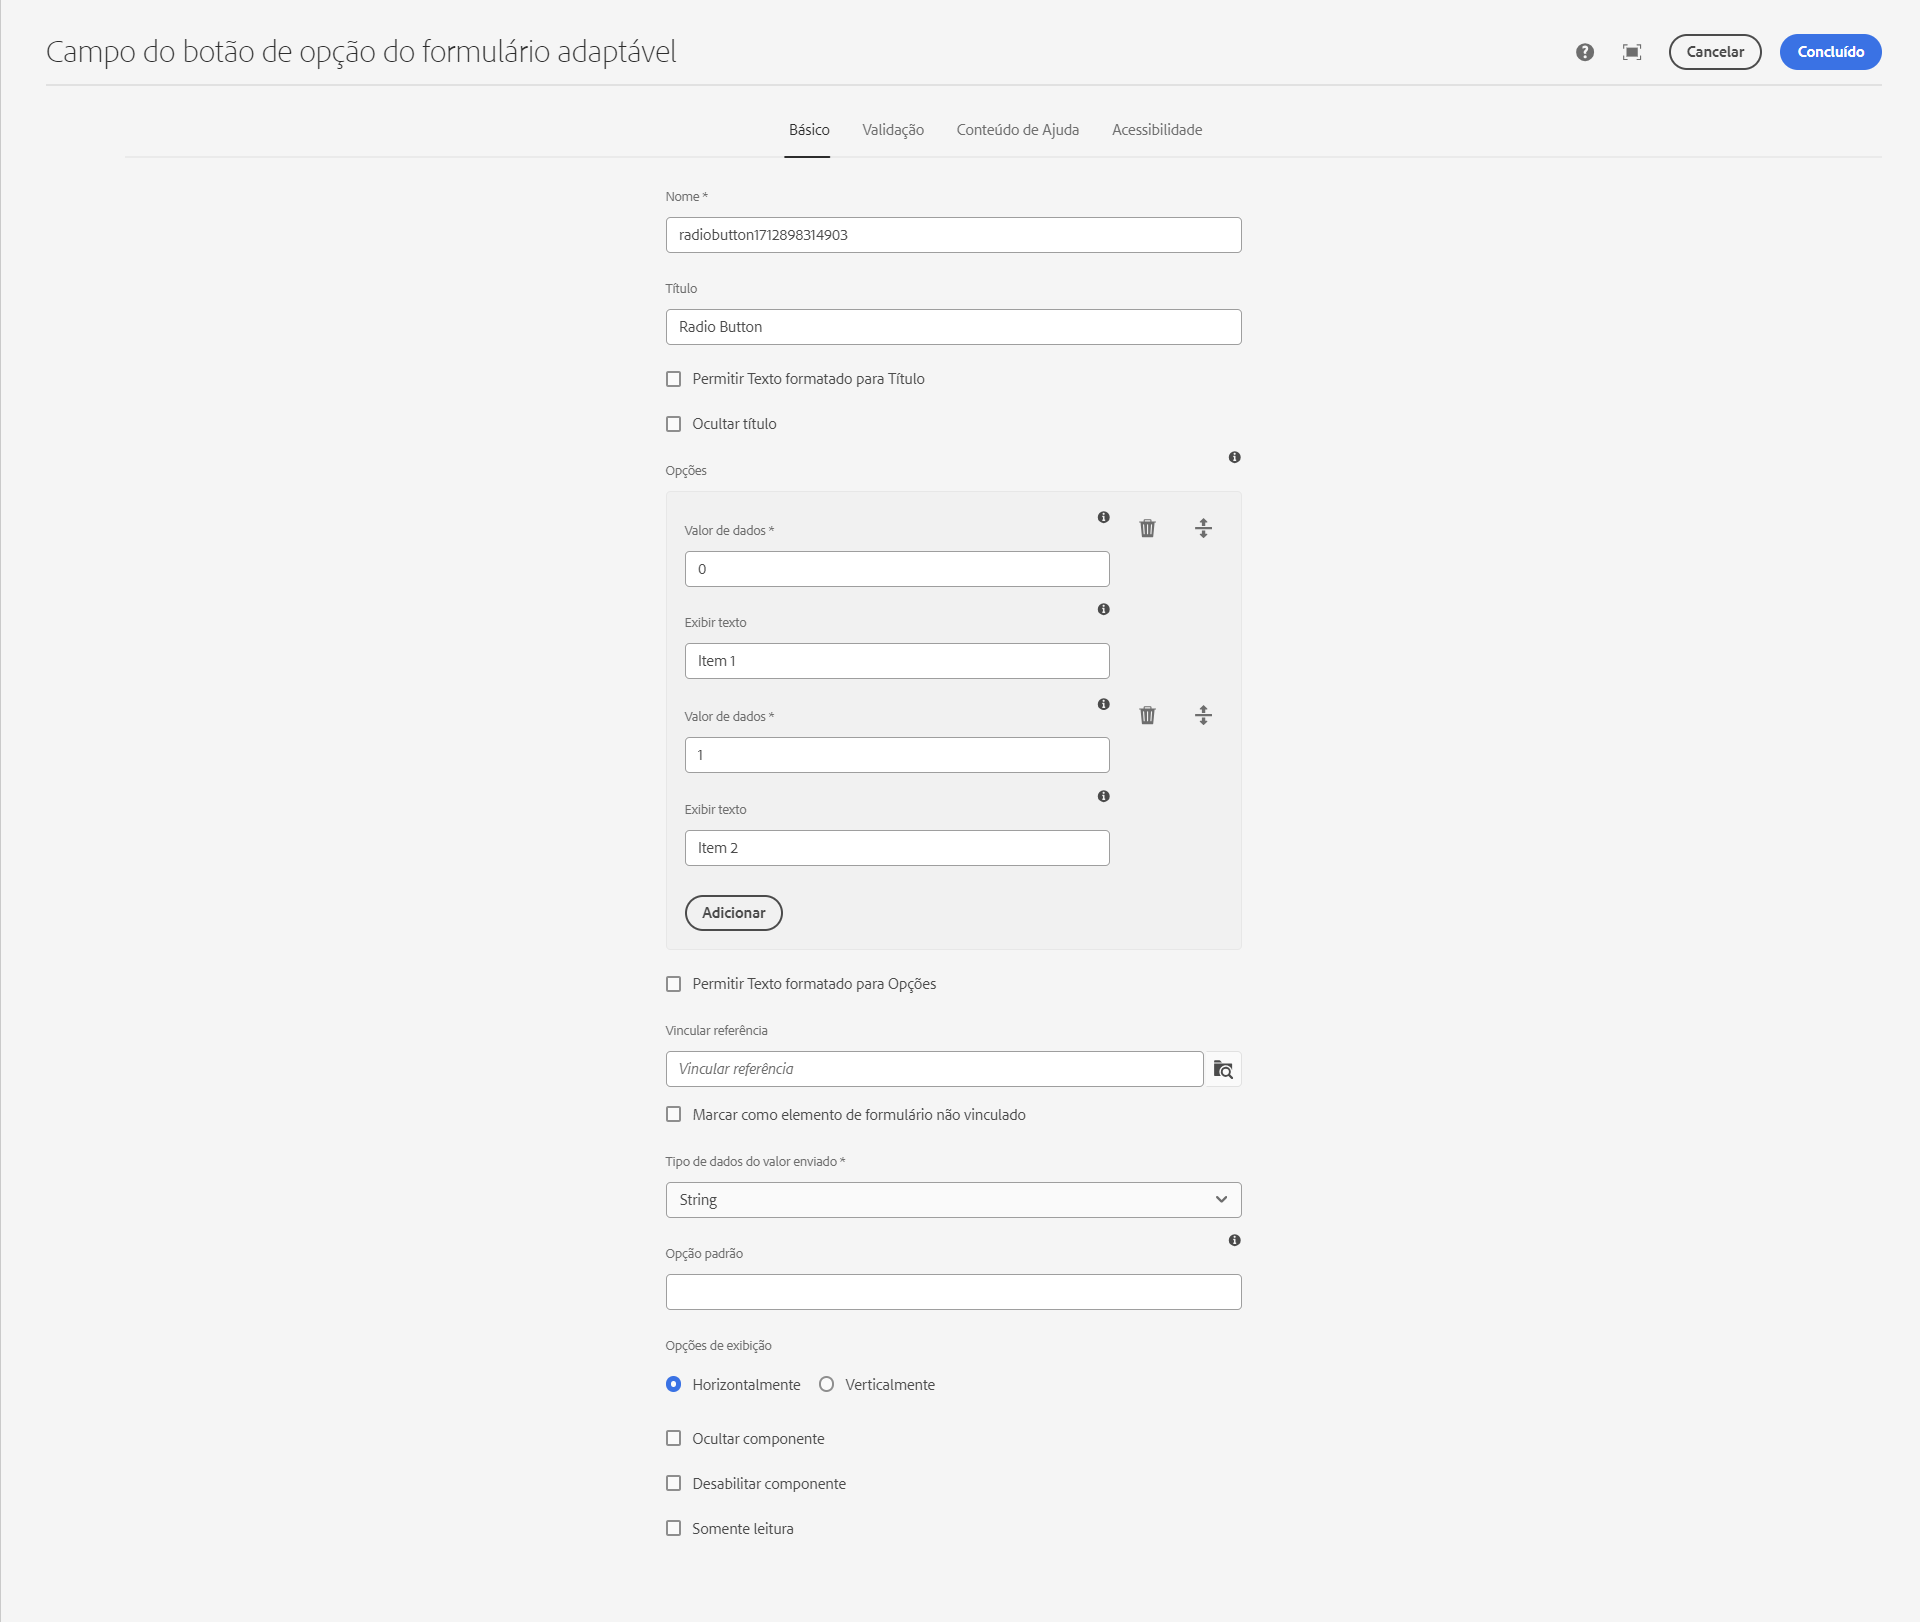 Campo do botão de opção do formulário adaptável
Cancelar
Concluído
Básico Validação Conteúdo de Ajuda Acessibilidade
Nome *
radiobutton1712898314903
Título
Radio Button
Permitir Texto formatado para Título
Ocultar título
Opções
Valor de dados *
0
Exibir texto
Item 1
Valor de dados *
1
Exibir texto
Item 2
Adicionar
Permitir Texto formatado para Opções
Vincular referência
Vincular referência
Marcar como elemento de formulário não vinculado
Tipo de dados do valor enviado *
String
Opção padrão
Opções de exibição
Horizontalmente Verticalmente
Ocultar componente
Desabilitar componente
Somente leitura